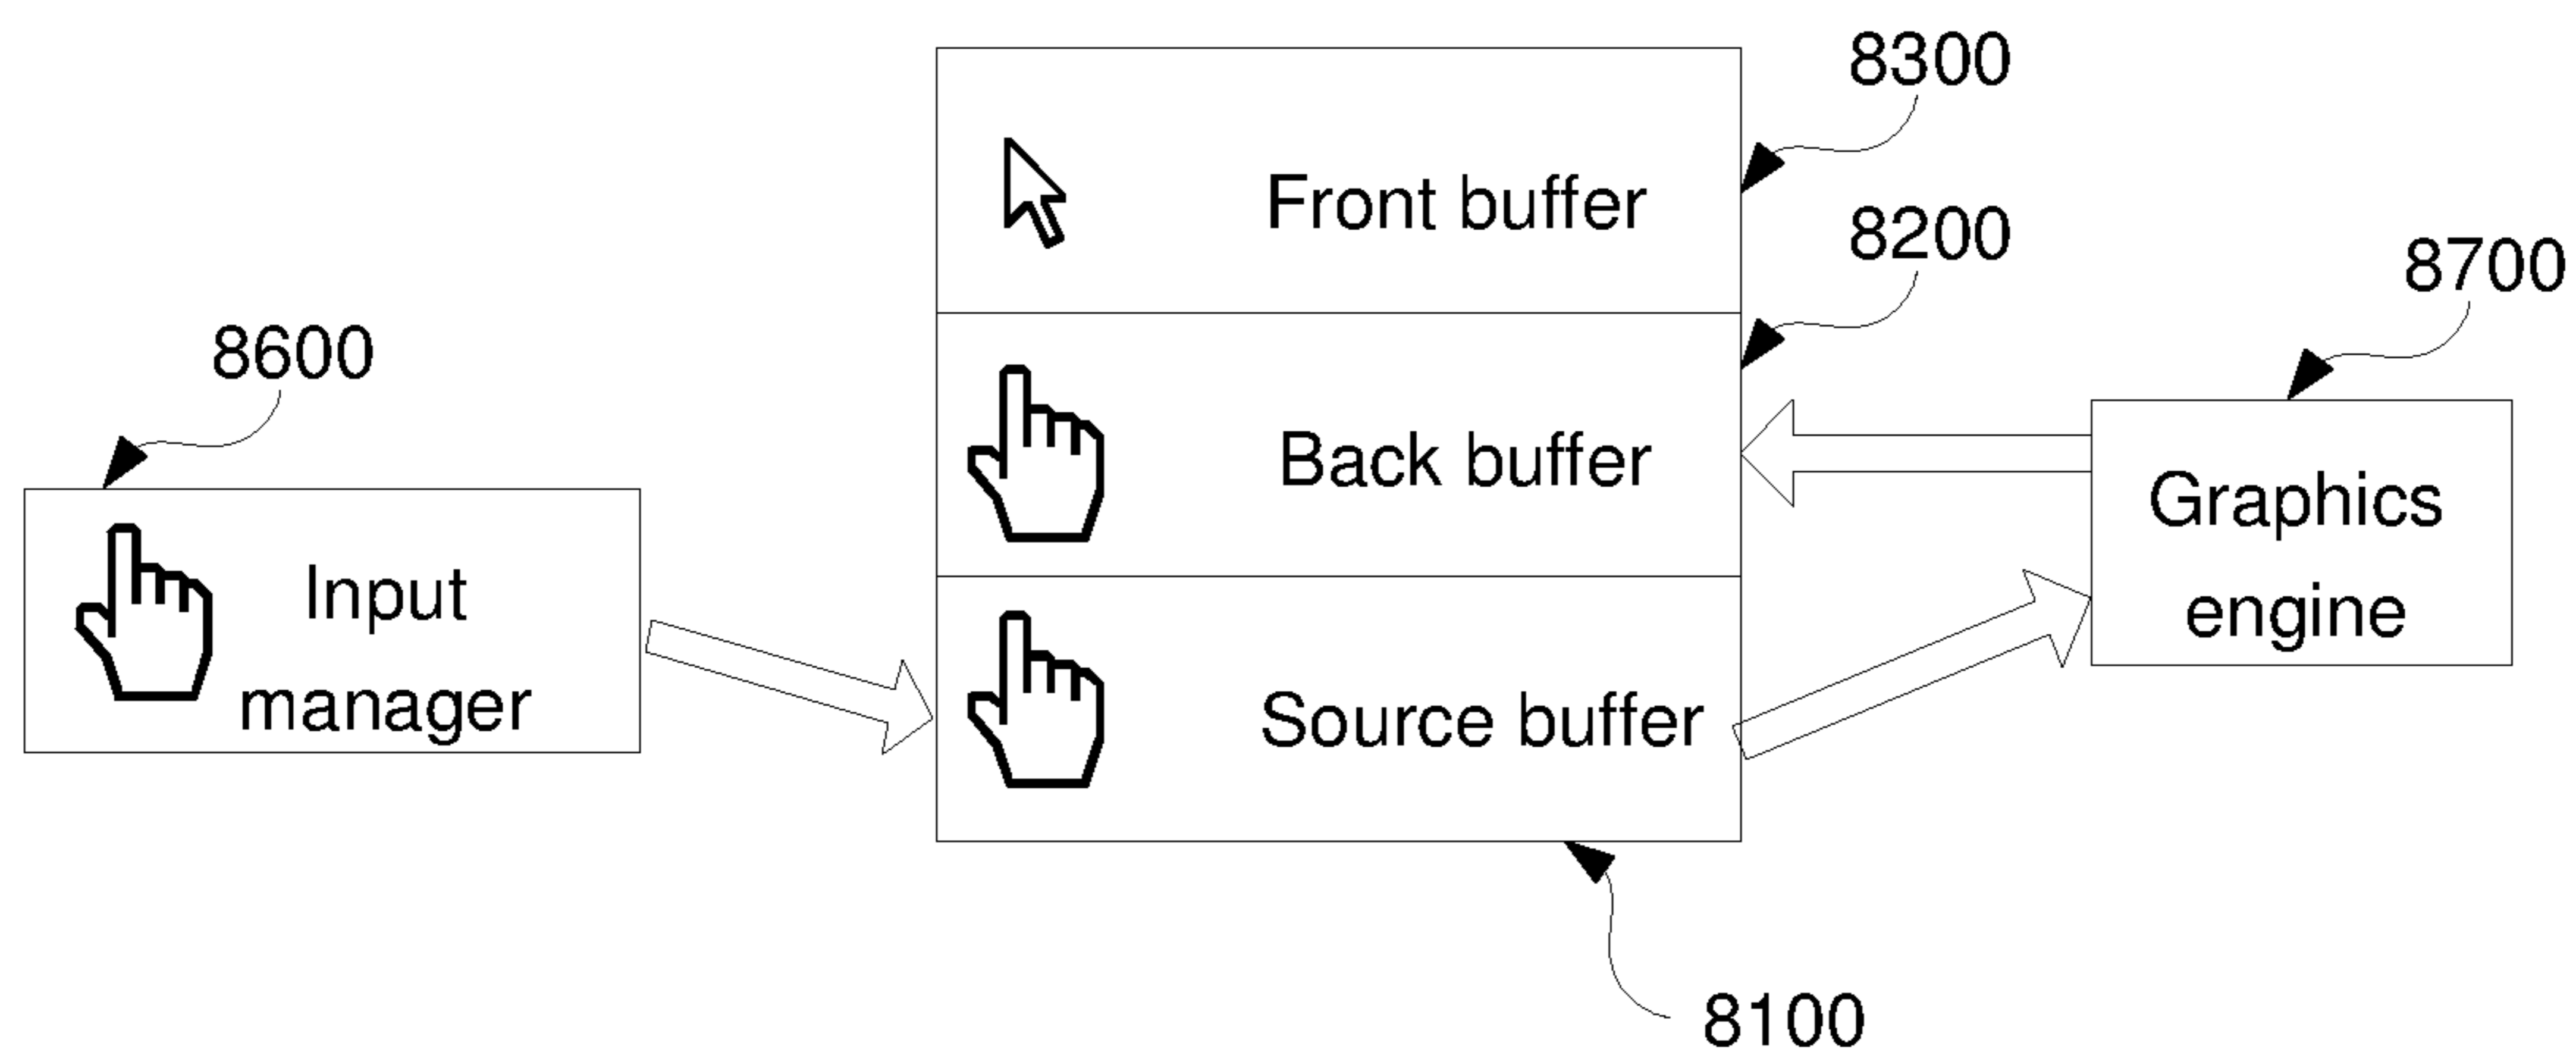 8300
Front buffer
8200
8700
8600
Back buffer
Graphics
engine
Input
manager
Source buffer
8100